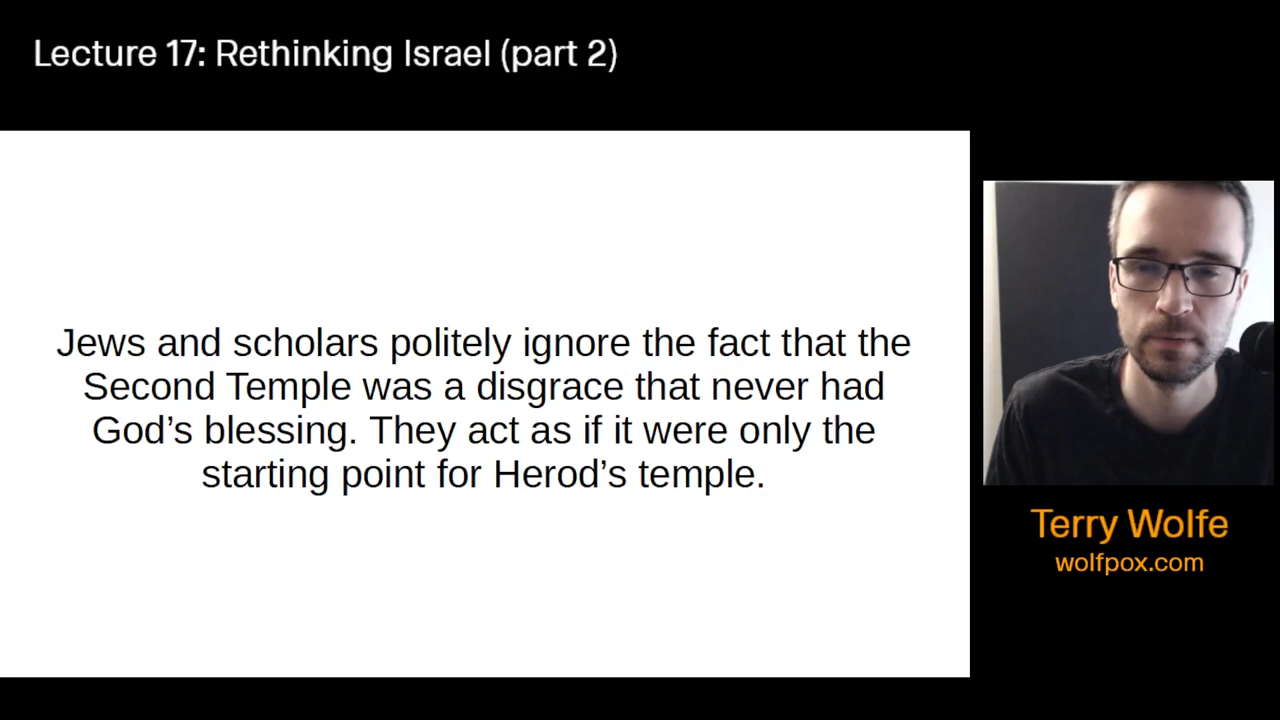 Lecture 17: Rethinking Israel (part 2)
Jews and scholars politely ignore the fact that the
Second Temple was a disgrace that never had
God’s blessing. They act as if it were only the
starting point for Herod’s temple.
Terry Wolfe
wolfpox.com